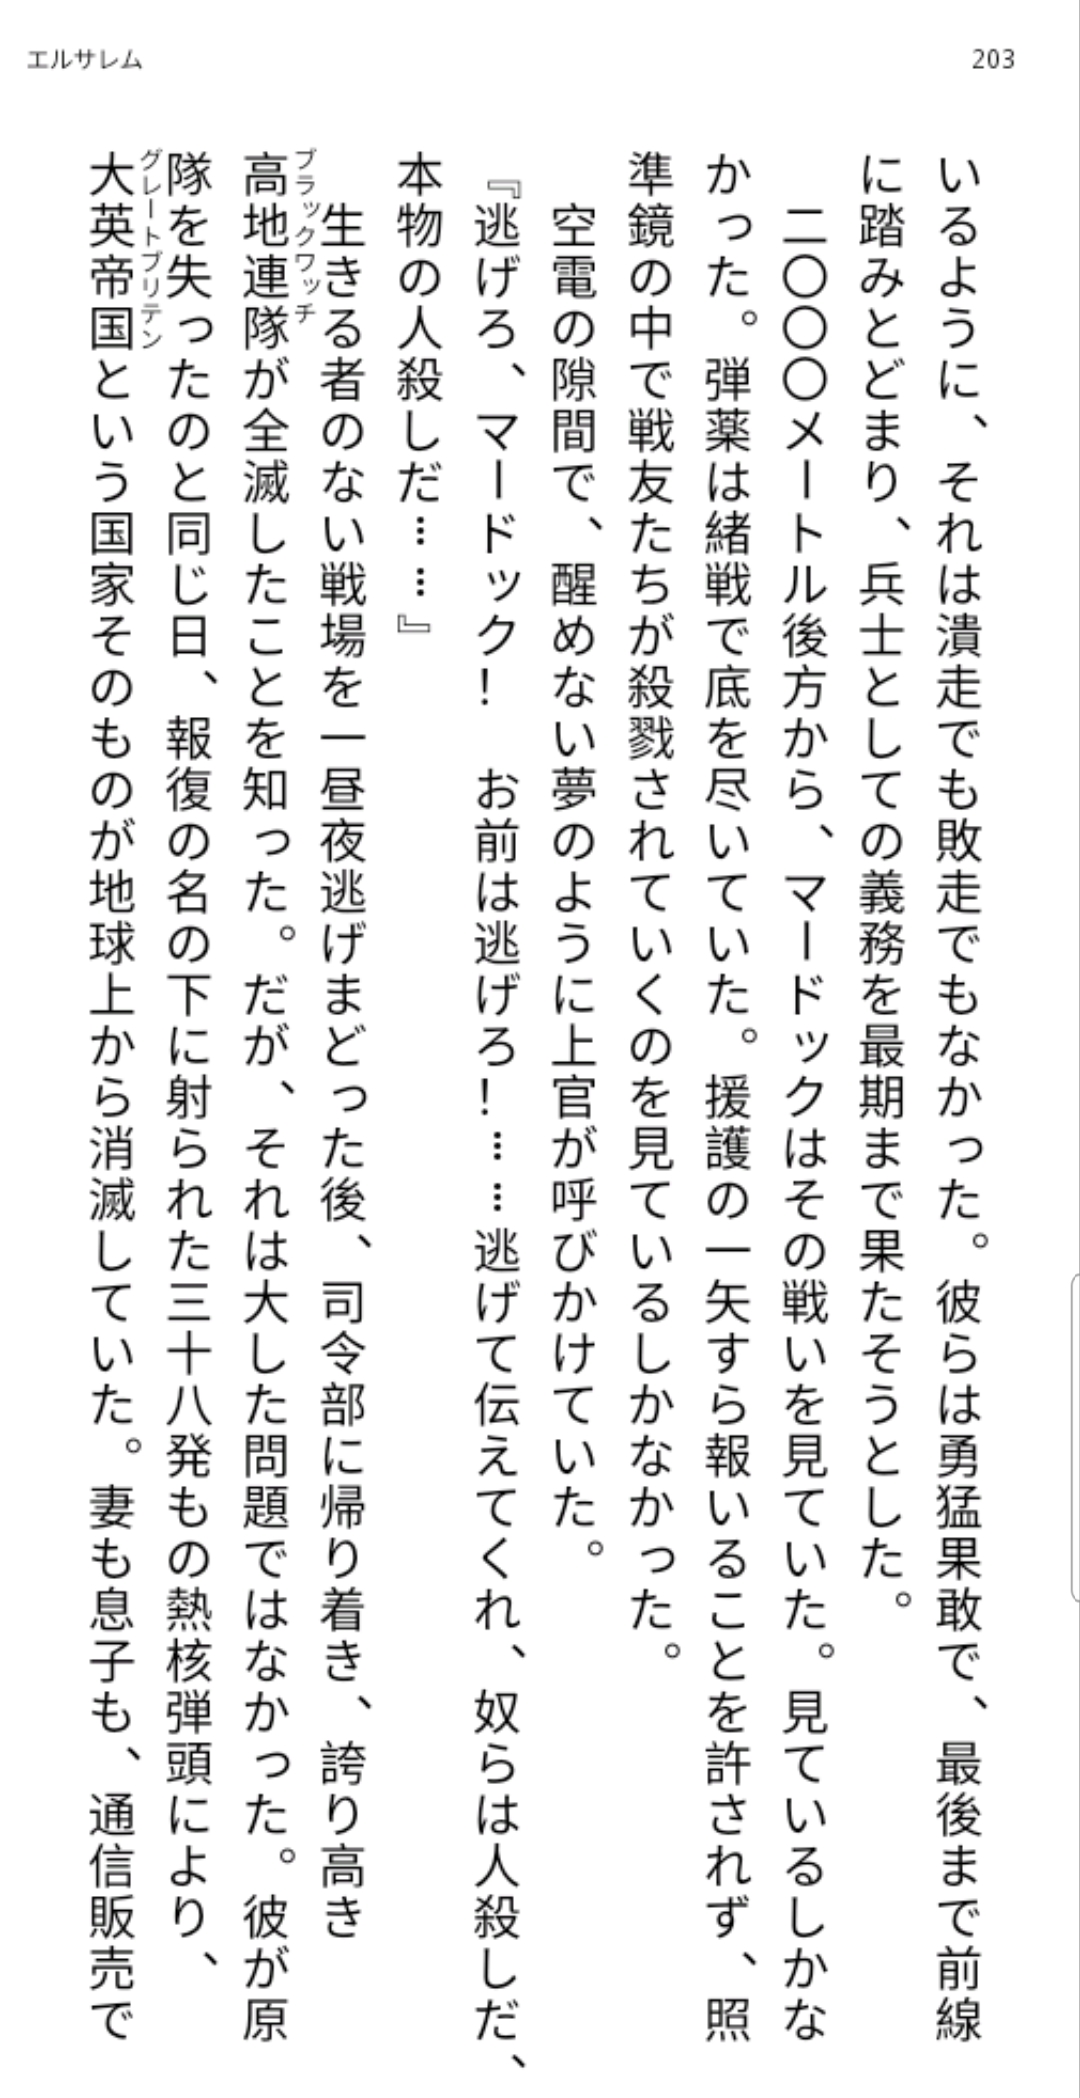 エルサレム
203
いるように、それは潰走でも敗走でもなかった。彼らは勇猛果敢で、最後まで前線
に踏みとどまり、兵士としての義務を最期まで果たそうとした。
二〇〇〇メートル後方から、マードックはその戦いを見ていた。見ているしかな
かった。弾薬は緒戦で底を尽いていた。援護の一矢すら報いることを許されず、照
準鏡の中で戦友たちが殺戮されていくのを見ているしかなかった。
空電の隙間で、醒めない夢のように上官が呼びかけていた。
『逃げろ、マードック！　お前は逃げろ！……逃げて伝えてくれ、奴らは人殺しだ、
本物の人殺しだ……』
生きる者のない戦場を一昼夜逃げまどった後、司令部に帰り着き、誇り高き
ブラックウッチ
高地連隊が全滅したことを知った。だが、それは大した問題ではなかった。彼が原
隊を失ったのと同じ日、報復の名の下に射られた三十八発もの熱核弾頭により、
グレートブリテン
大英帝国という国家そのものが地球上から消滅していた。妻も息子も、通信販売で